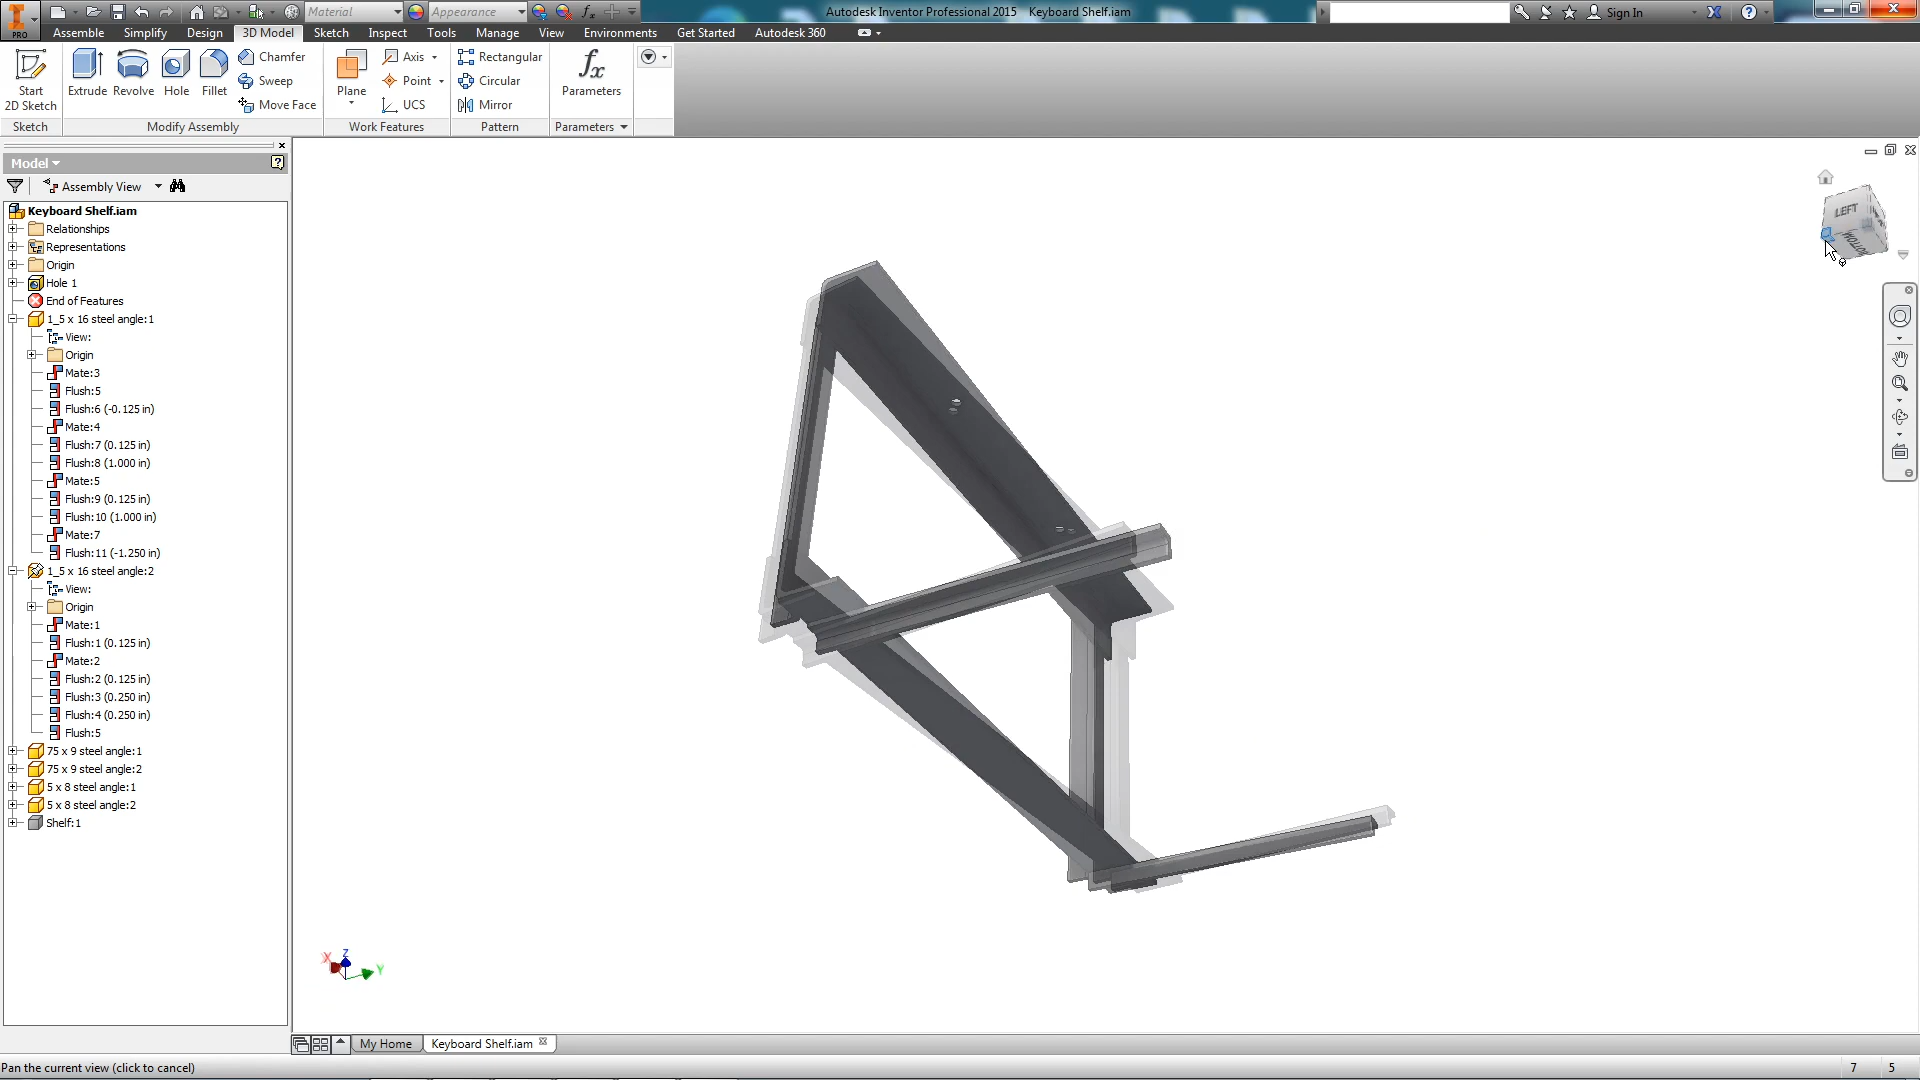 PRO
Material
Appearance
fx
Autodesk Inventor Professional 2015 Keyboard Shelf.iam
Sign In
Assemble Simplify Design 3D Model Sketch Inspect Tools Manage View Environments Get Started Autodesk 360
Start
2D Sketch
Extrude
Revolve
Hole
Fillet
Chamfer
Sweep
Move Face
Plane
Axis
Point
UCS
Rectangular
Circular
Mirror
fx
Parameters
Sketch
Modify Assembly
Work Features
Pattern
Parameters
Model
Assembly View
Keyboard Shelf.iam
Relationships
Representations
Origin
Hole 1
End of Features
1_5 x 16 steel angle:1
View:
Origin
Mate:3
Flush:5
Flush:6 (-0.125 in)
Mate:4
Flush:7 (0.125 in)
Flush:8 (1.000 in)
Mate:5
Flush:9 (0.125 in)
Flush:10 (1.000 in)
Mate:7
Flush:11 (-1.250 in)
1_5 x 16 steel angle:2
View:
Origin
Mate:1
Flush:1 (0.125 in)
Mate:2
Flush:2 (0.125 in)
Flush:3 (0.250 in)
Flush:4 (0.250 in)
Flush:5
75 x 9 steel angle:1
75 x 9 steel angle:2
5 x 8 steel angle:1
5 x 8 steel angle:2
Shelf:1
LEFT
BOTTOM
X
Z
Y
My Home
Keyboard Shelf.iam
Pan the current view (click to cancel)
7 5